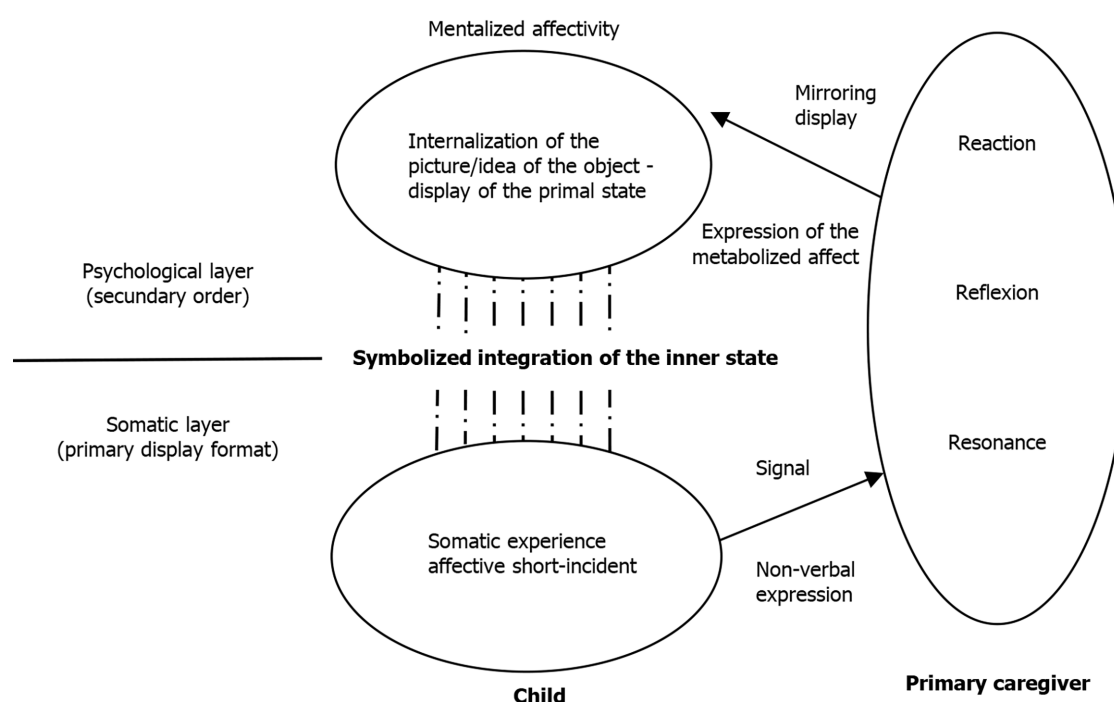 Mentalized affectivity
Internalization of the
picture/idea of the object -
display of the primal state
Mirroring
display
Reaction
Expression of the
metabolized affect
Psychological layer
(secundary order)
Reflexion
Symbolized integration of the inner state
Somatic layer
(primary display format)
Resonance
Signal
Somatic experience
affective short-incident
Non-verbal
expression
Child
Primary caregiver